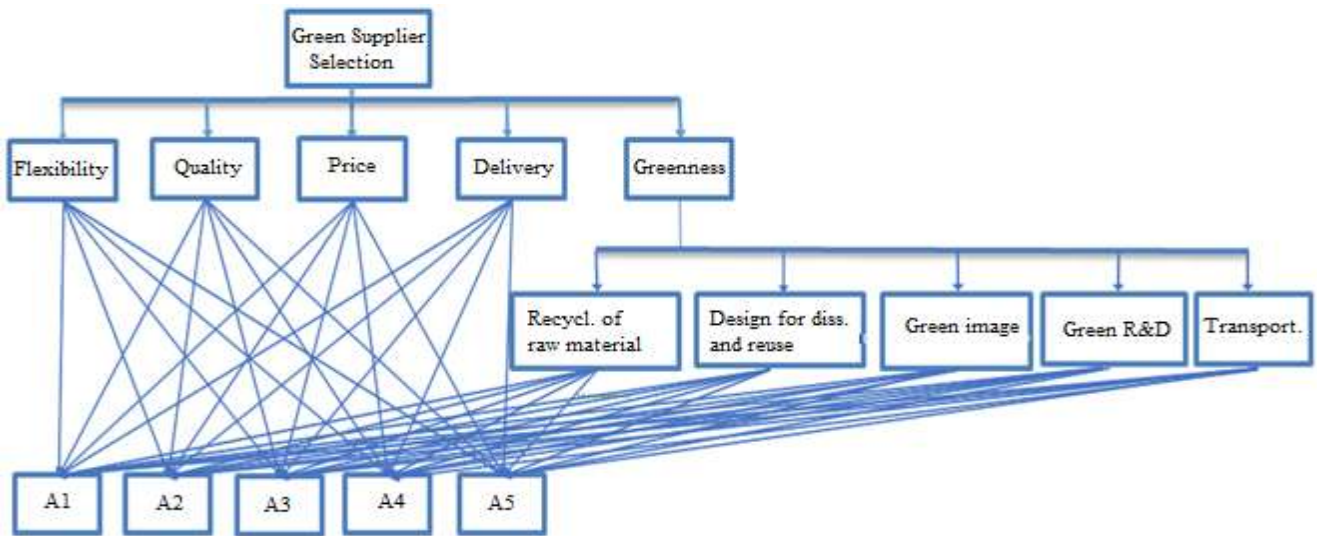 Green Supplier
Selection
Flexibility
Quality
Price
Delivery
Greenness
Recycl. of
raw material
Design for diss.
and reuse
Green image
Green R&D
Transport.
A1
A2
A3
A4
A5